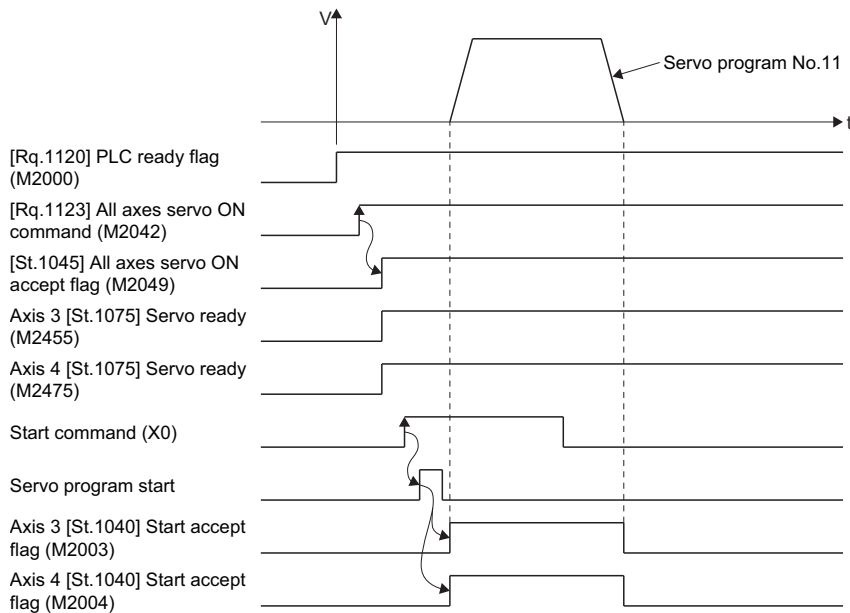 V
Servo program No.11
t
[Rq.1120] PLC ready flag
(M2000)
[Rq.1123] All axes servo ON
command (M2042)
[St.1045] All axes servo ON
accept flag (M2049)
Axis 3 [St.1075] Servo ready
(M2455)
Axis 4 [St.1075] Servo ready
(M2475)
Start command (X0)
Servo program start
Axis 3 [St.1040] Start accept
flag (M2003)
Axis 4 [St.1040] Start accept
flag (M2004)